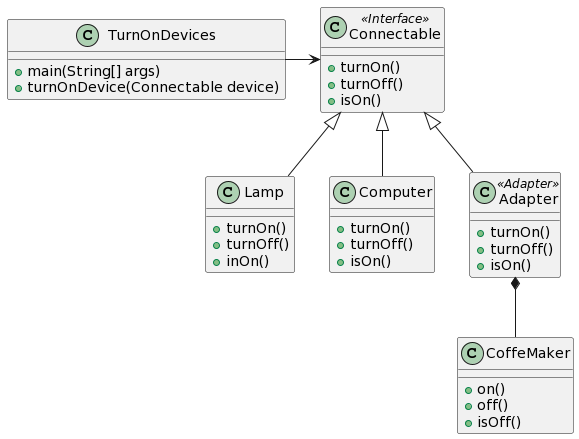 C TurnOnDevices
main(String[] args)
turnOnDevice(Connectable device)
C «Interface»
Connectable
turnOn()
turnOff()
isOn()
C Lamp
turnOn()
turnOff()
inOn()
C Computer
turnOn()
turnOff()
isOn()
C «Adapter»
Adapter
turnOn()
turnOff()
isOn()
C CoffeMaker
on()
off()
isOff()